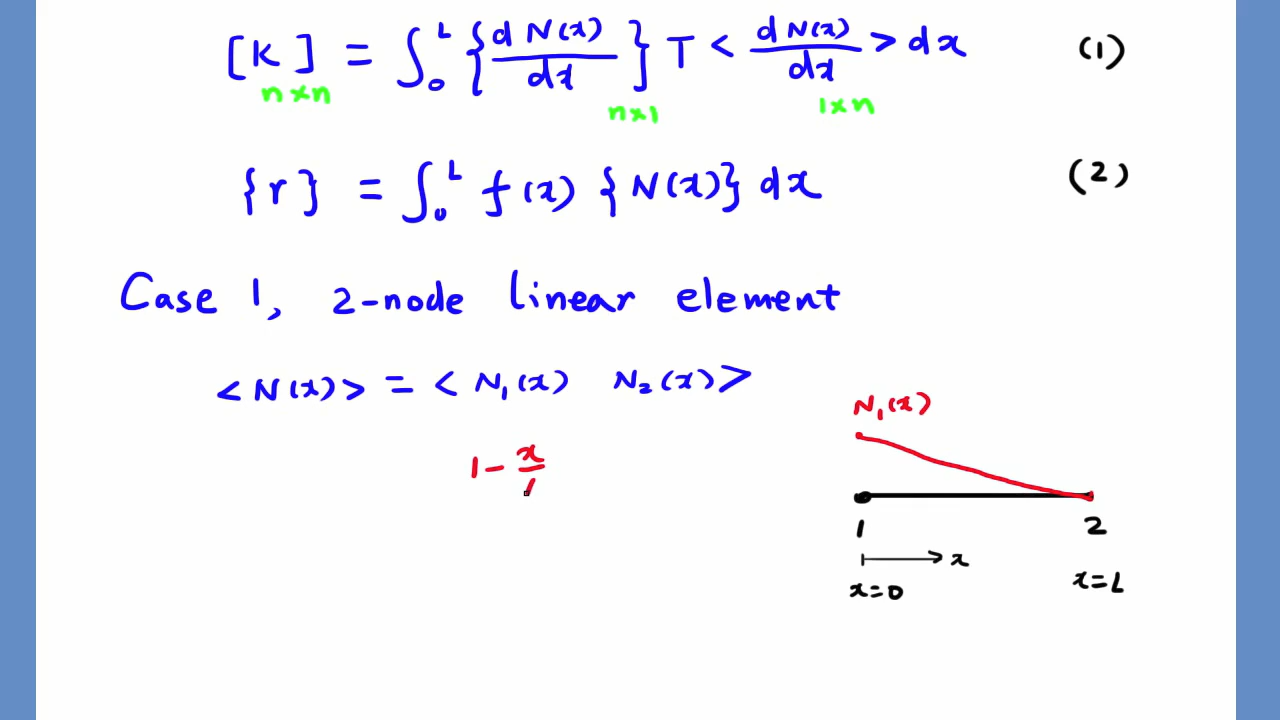 [K] = ∫₀ᴸ {dN(x)/dx} T < dN(x)/dx > dx (1)
n×n n×1 1×n
{r} = ∫₀ᴸ f(x) {N(x)} dx (2)
Case 1, 2-node linear element
<N(x)> = < N₁(x) N₂(x) >
N₁(x)
1 - x/
1 2
x
x=0 x=L